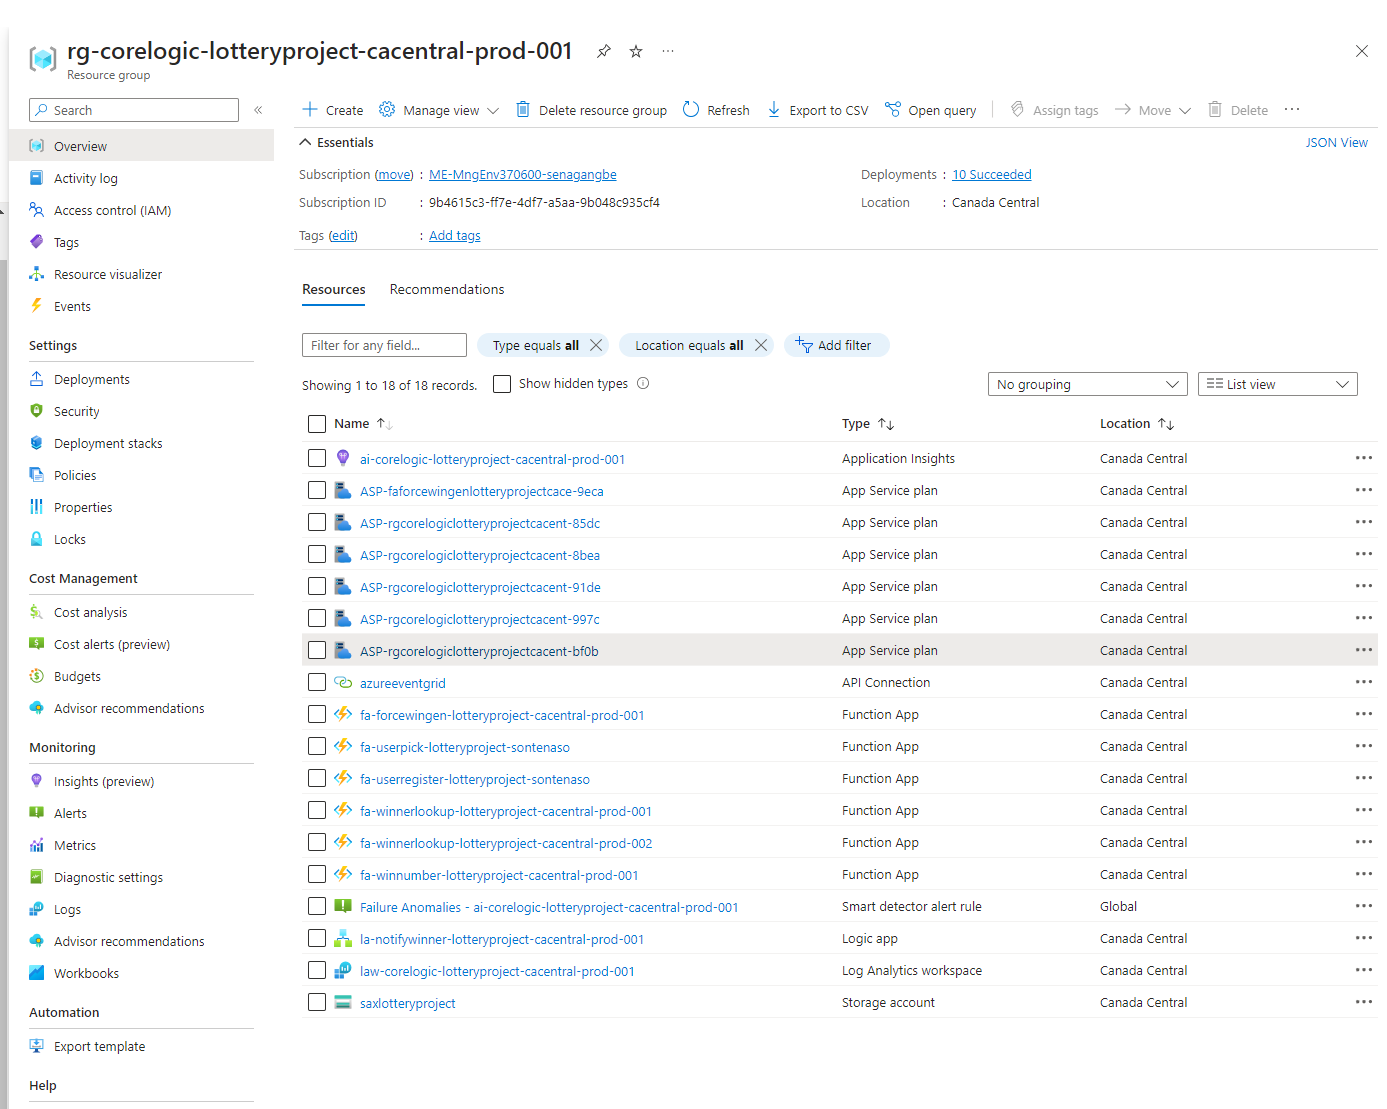 rg-corelogic-lotteryproject-cacentral-prod-001
Resource group
Search
Create
Manage view
Delete resource group
Refresh
Export to CSV
Open query
Assign tags
Move
Delete
Overview
Activity log
Access control (IAM)
Tags
Resource visualizer
Events
Settings
Deployments
Security
Deployment stacks
Policies
Properties
Locks
Cost Management
Cost analysis
Cost alerts (preview)
Budgets
Advisor recommendations
Monitoring
Insights (preview)
Alerts
Metrics
Diagnostic settings
Logs
Advisor recommendations
Workbooks
Automation
Export template
Help
Essentials
JSON View
Subscription (move) : ME-MngEnv370600-senagangbe
Deployments : 10 Succeeded
Subscription ID : 9b4615c3-ff7e-4df7-a5aa-9b048c935cf4
Location : Canada Central
Tags (edit) : Add tags
Resources Recommendations
Filter for any field...
Type equals all
Location equals all
Add filter
Showing 1 to 18 of 18 records.
Show hidden types
No grouping
List view
Name Type Location
ai-corelogic-lotteryproject-cacentral-prod-001 Application Insights Canada Central
ASP-faforcewingenlotteryprojectcace-9eca App Service plan Canada Central
ASP-rgcorelogiclotteryprojectcacent-85dc App Service plan Canada Central
ASP-rgcorelogiclotteryprojectcacent-8bea App Service plan Canada Central
ASP-rgcorelogiclotteryprojectcacent-91de App Service plan Canada Central
ASP-rgcorelogiclotteryprojectcacent-997c App Service plan Canada Central
ASP-rgcorelogiclotteryprojectcacent-bf0b App Service plan Canada Central
azureeventgrid API Connection Canada Central
fa-forcewingen-lotteryproject-cacentral-prod-001 Function App Canada Central
fa-userpick-lotteryproject-sontenaso Function App Canada Central
fa-userregister-lotteryproject-sontenaso Function App Canada Central
fa-winnerlookup-lotteryproject-cacentral-prod-001 Function App Canada Central
fa-winnerlookup-lotteryproject-cacentral-prod-002 Function App Canada Central
fa-winnumber-lotteryproject-cacentral-prod-001 Function App Canada Central
Failure Anomalies - ai-corelogic-lotteryproject-cacentral-prod-001 Smart detector alert rule Global
la-notifywinner-lotteryproject-cacentral-prod-001 Logic app Canada Central
law-corelogic-lotteryproject-cacentral-prod-001 Log Analytics workspace Canada Central
saxlotteryproject Storage account Canada Central